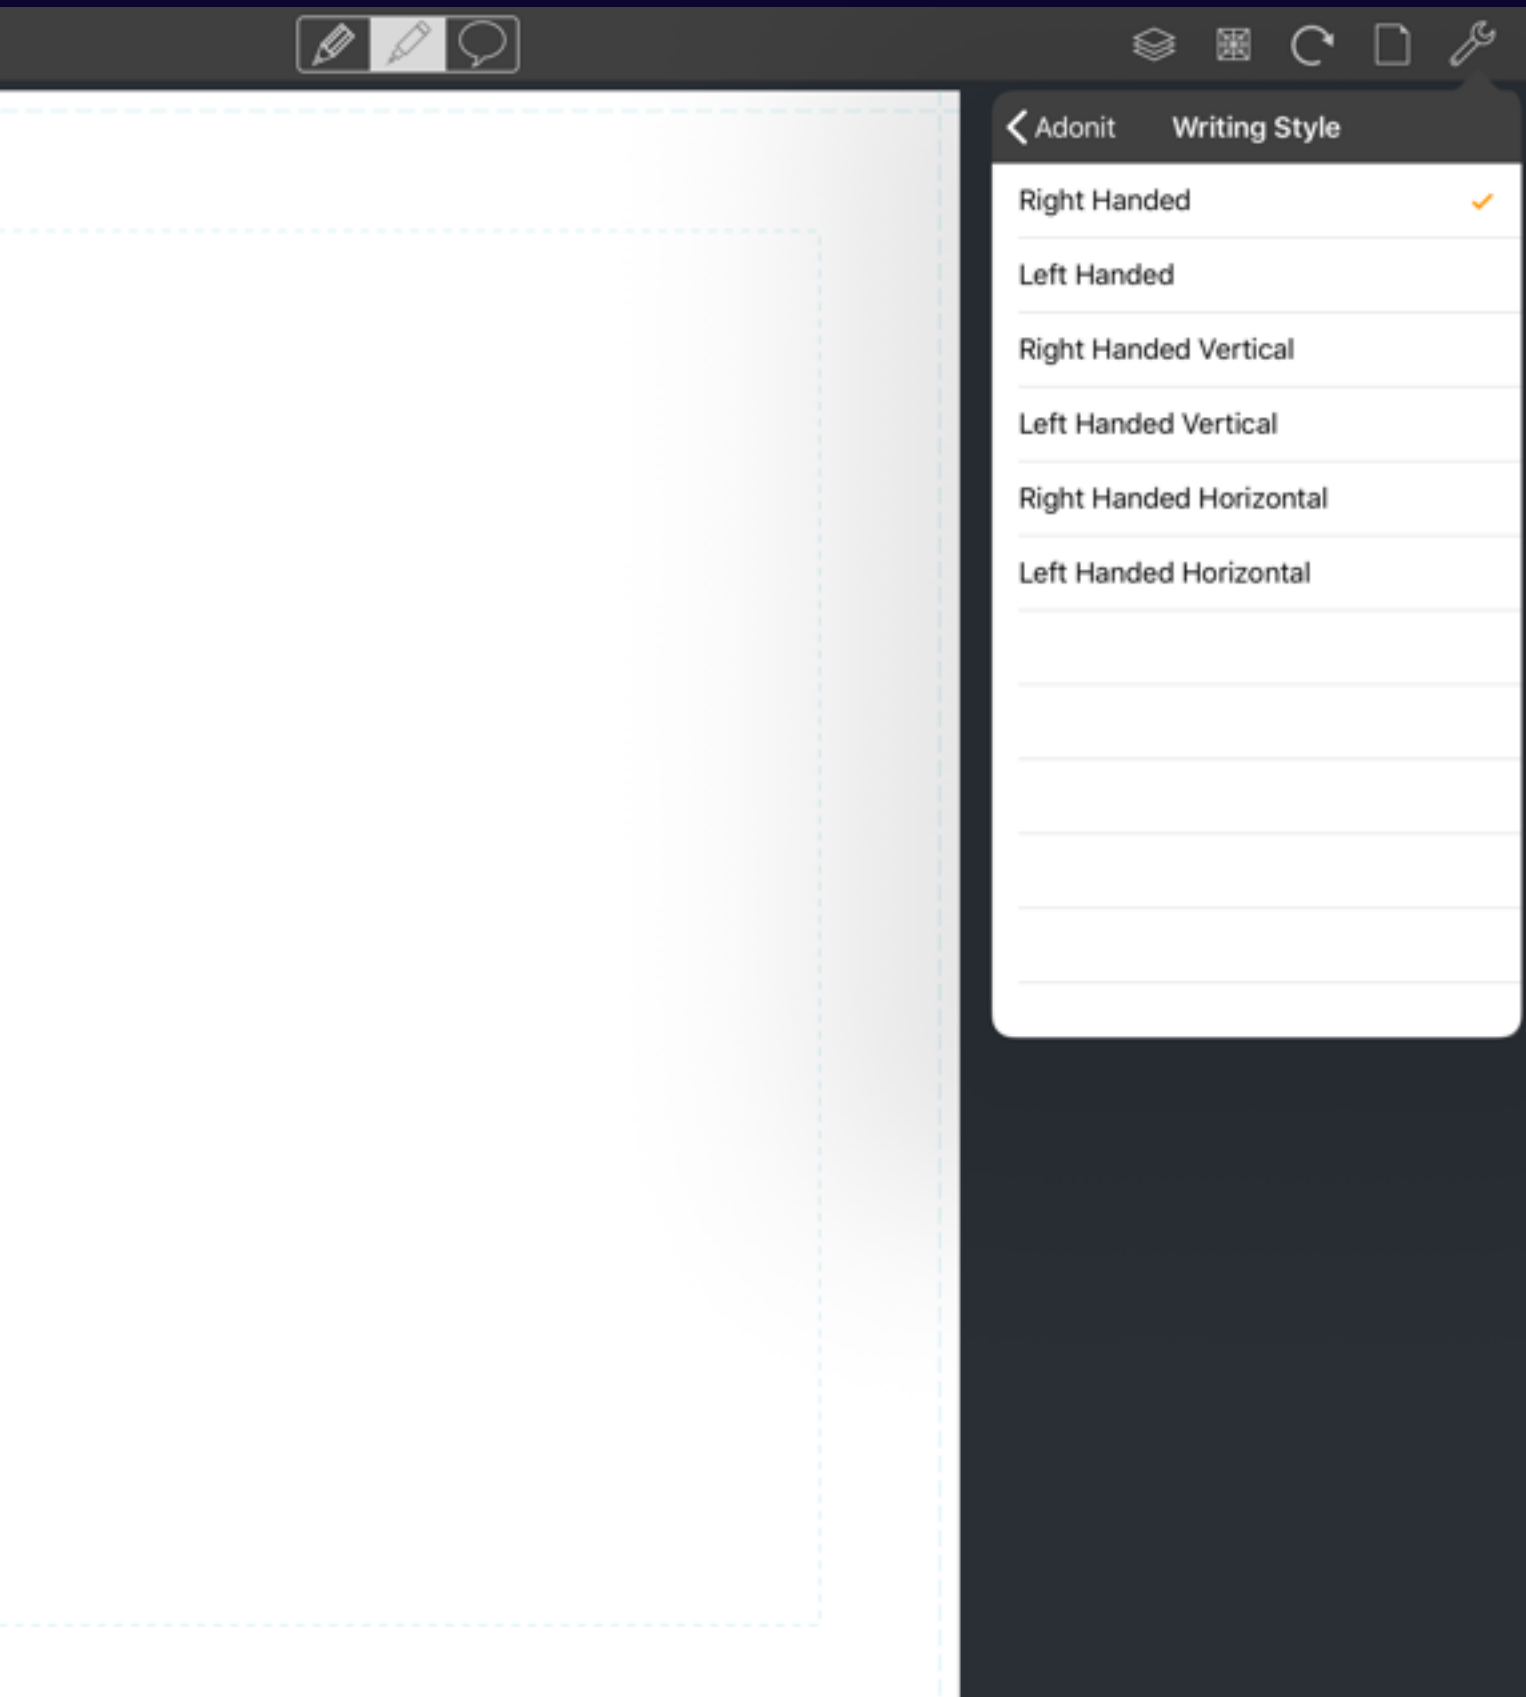 Adonit Writing Style
Right Handed
Left Handed
Right Handed Vertical
Left Handed Vertical
Right Handed Horizontal
Left Handed Horizontal